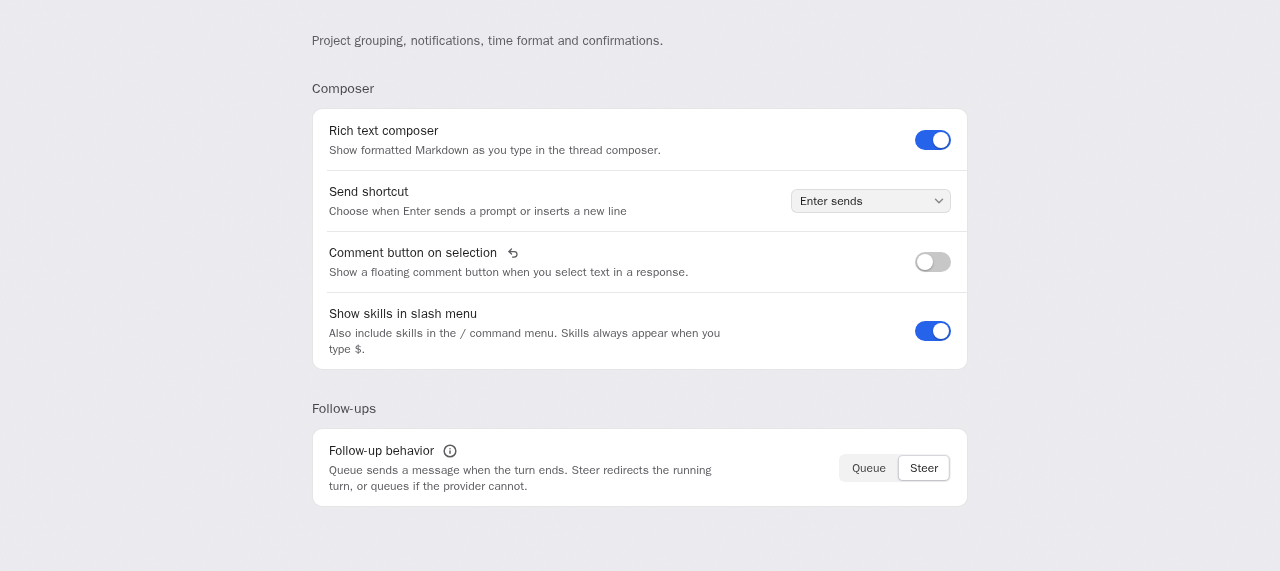 Project grouping, notifications, time format and confirmations.
Composer
Rich text composer
Show formatted Markdown as you type in the thread composer.
Send shortcut
Choose when Enter sends a prompt or inserts a new line
Enter sends
Comment button on selection
Show a floating comment button when you select text in a response.
Show skills in slash menu
Also include skills in the / command menu. Skills always appear when you
type $.
Follow-ups
Follow-up behavior
Queue sends a message when the turn ends. Steer redirects the running
turn, or queues if the provider cannot.
Queue
Steer